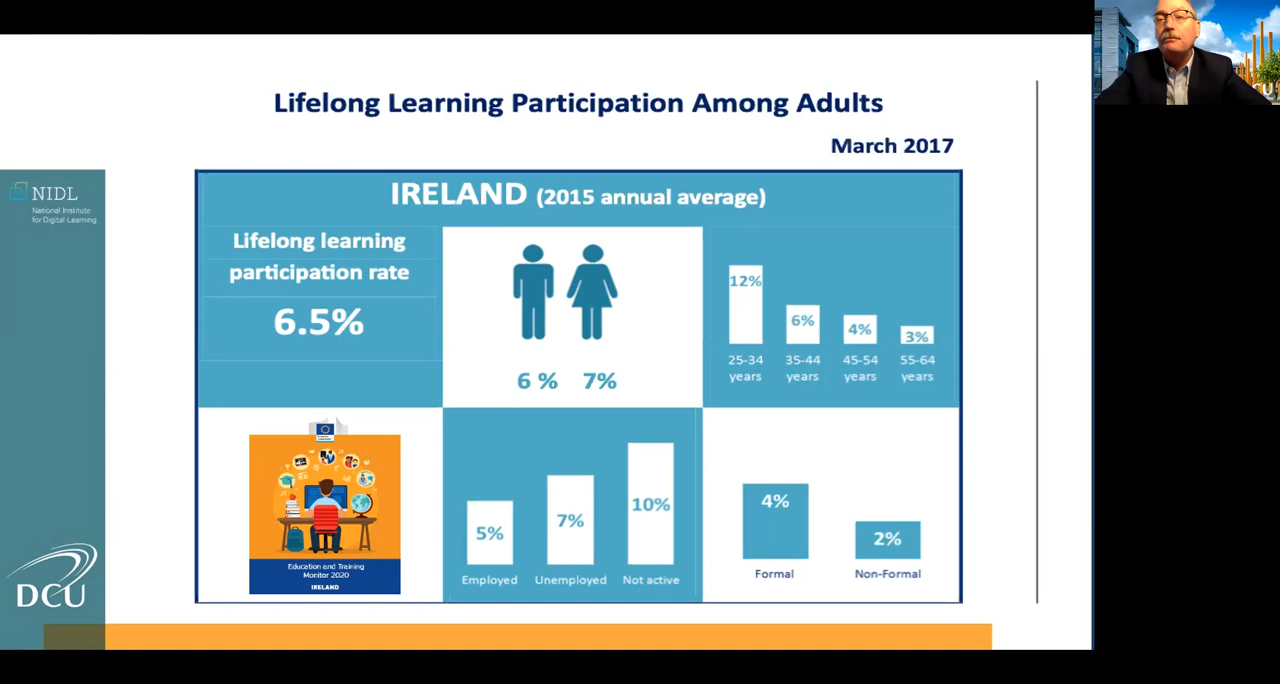 Lifelong Learning Participation Among Adults
March 2017
NIDL
National Institute
for Digital Learning
IRELAND (2015 annual average)
Lifelong learning
participation rate
6.5%
6 % 7%
12%
6%
4%
3%
25-34 years
35-44 years
45-54 years
55-64 years
Education and Training
Monitor 2020
IRELAND
5%
7%
10%
Employed Unemployed Not active
4%
2%
Formal Non-Formal
DCU